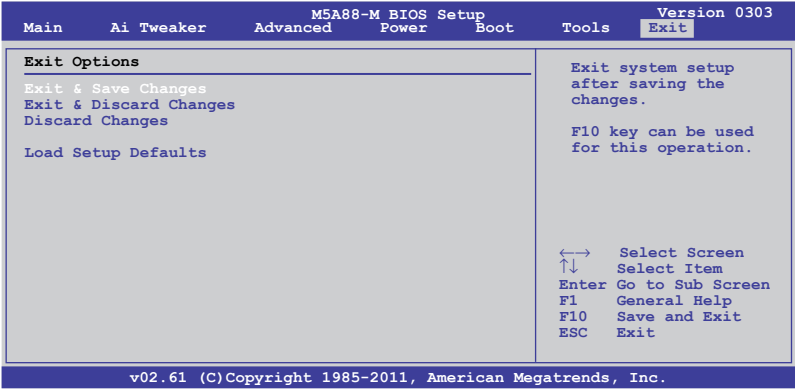 M5A88-M BIOS Setup Version 0303
Main Ai Tweaker Advanced Power Boot Tools Exit
Exit Options
Exit & Save Changes
Exit & Discard Changes
Discard Changes
Load Setup Defaults
Exit system setup
after saving the
changes.
F10 key can be used
for this operation.
←→ Select Screen
↑↓ Select Item
Enter Go to Sub Screen
F1 General Help
F10 Save and Exit
ESC Exit
v02.61 (C)Copyright 1985-2011, American Megatrends, Inc.